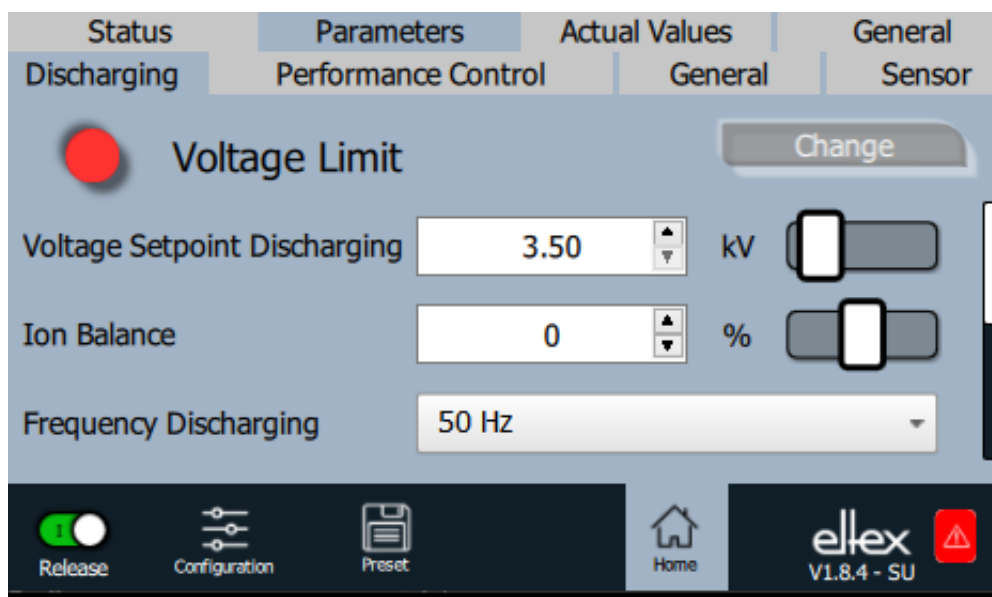 Status Parameters Actual Values General
Discharging Performance Control General Sensor
Voltage Limit Change
Voltage Setpoint Discharging 3.50 kV
Ion Balance 0 %
Frequency Discharging 50 Hz
I
Release Configuration Preset Home eltex
V1.8.4 - SU